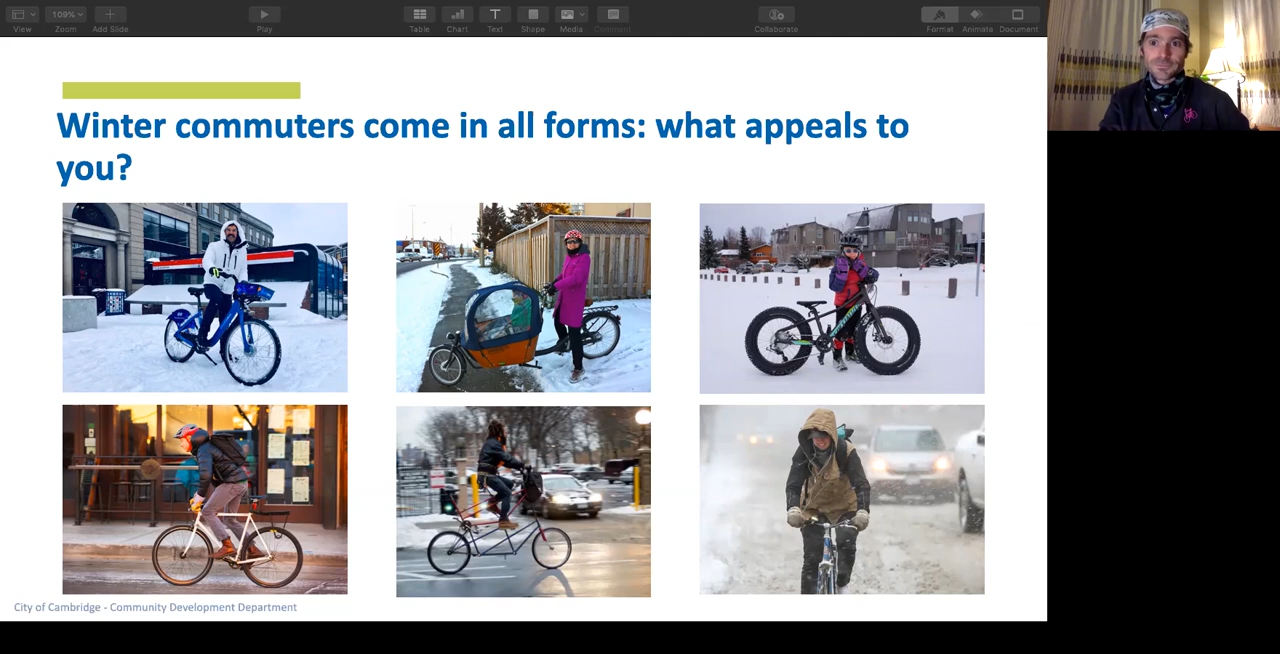 View
Zoom
Add Slide
Play
Table
Chart
Text
Shape
Media
Comment
Collaborate
Format
Animate
Document
109%
Winter commuters come in all forms: what appeals to
you?
City of Cambridge - Community Development Department